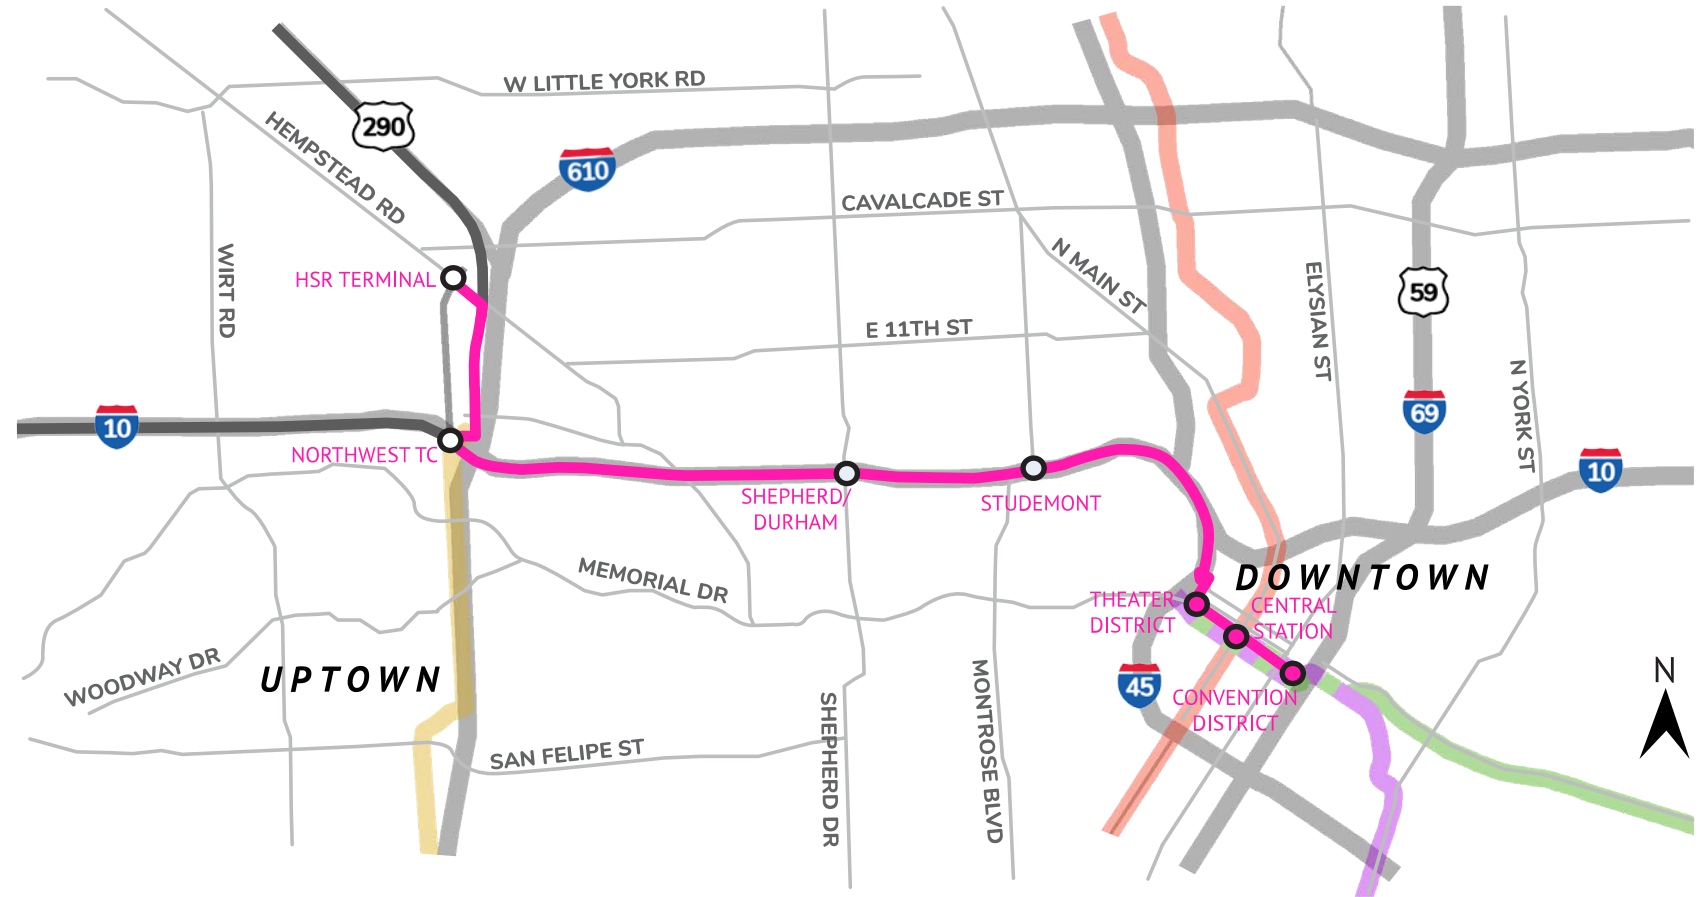 W LITTLE YORK RD
290
HEMPSTEAD RD
610
CAVALCADE ST
WIRT RD
N MAIN ST
HSR TERMINAL
ELYSIAN ST
59
E 11TH ST
N YORK ST
10
69
NORTHWEST TC
10
SHEPHERD/
DURHAM
STUDEMONT
MEMORIAL DR
DOWNTOWN
THEATER
DISTRICT
CENTRAL
STATION
WOODWAY DR
UPTOWN
45
CONVENTION
DISTRICT
N
SAN FELIPE ST
SHEPHERD DR
MONTROSE BLVD